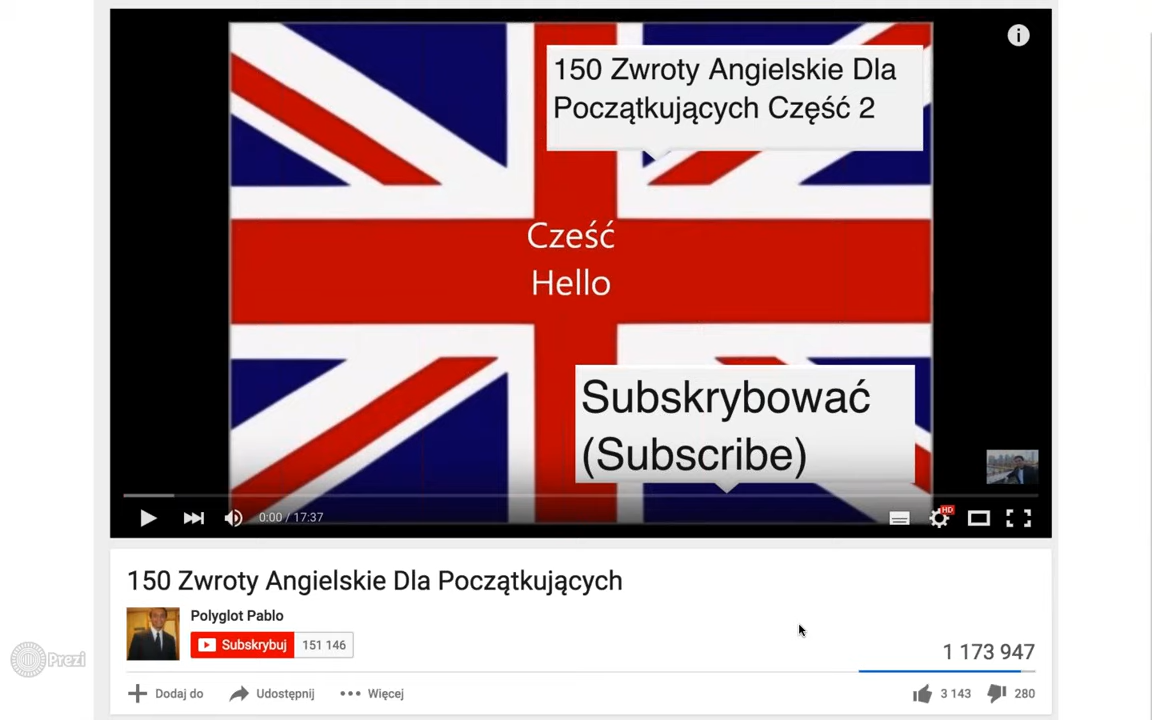 150 Zwroty Angielskie Dla
Początkujących Część 2
Cześć
Hello
Subskrybować
(Subscribe)
0:00 / 17:37
HD
150 Zwroty Angielskie Dla Początkujących
Polyglot Pablo
Subskrybuj 151 146
1 173 947
Dodaj do Udostępnij Więcej 3 143 280
Prezi